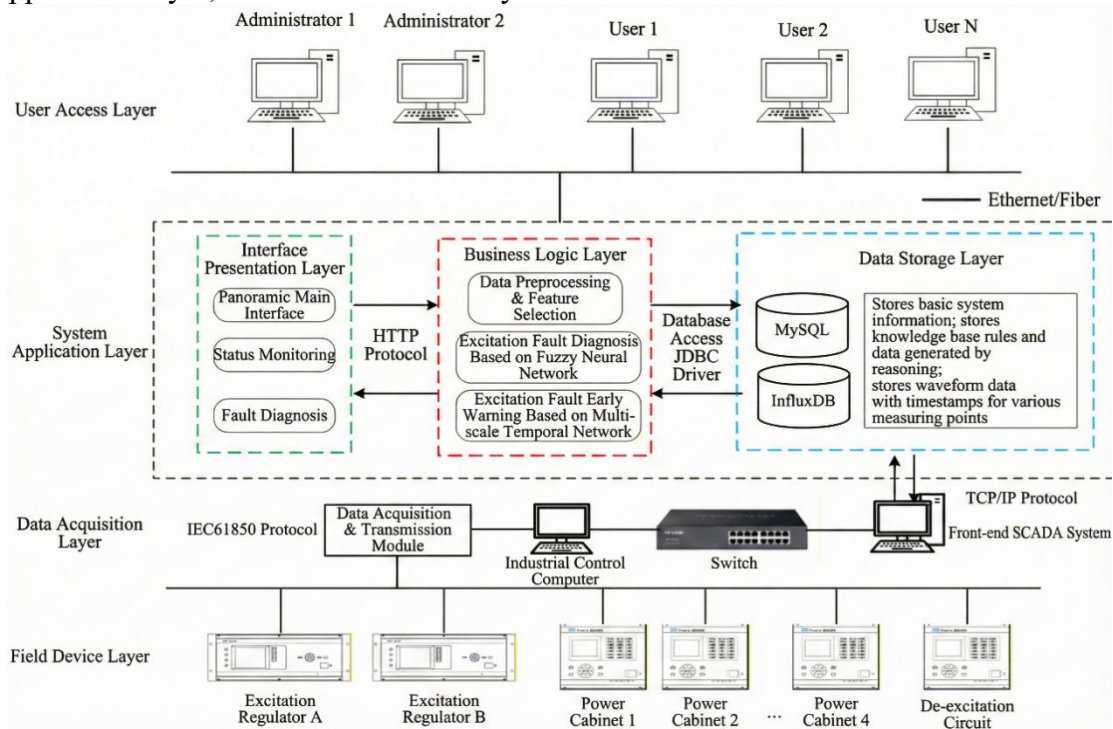 Administrator 1
Administrator 2
User 1
User 2
User N
User Access Layer
Ethernet/Fiber
Interface
Presentation Layer
Panoramic Main
Interface
Status Monitoring
Fault Diagnosis
HTTP
Protocol
Business Logic Layer
Data Preprocessing
& Feature
Selection
Excitation Fault Diagnosis
Based on Fuzzy Neural
Network
Excitation Fault Early
Warning Based on Multi-
scale Temporal Network
Database
Access
JDBC
Driver
Data Storage Layer
MySQL
InfluxDB
Stores basic system
information; stores
knowledge base rules and
data generated by
reasoning;
stores waveform data
with timestamps for various
measuring points
System
Application Layer
TCP/IP Protocol
Data Acquisition
Layer
IEC61850 Protocol
Data Acquisition
& Transmission
Module
Industrial Control
Computer
Switch
Front-end SCADA System
Field Device Layer
Excitation
Regulator A
Excitation
Regulator B
Power
Cabinet 1
Power
Cabinet 2
...
Power
Cabinet 4
De-excitation
Circuit